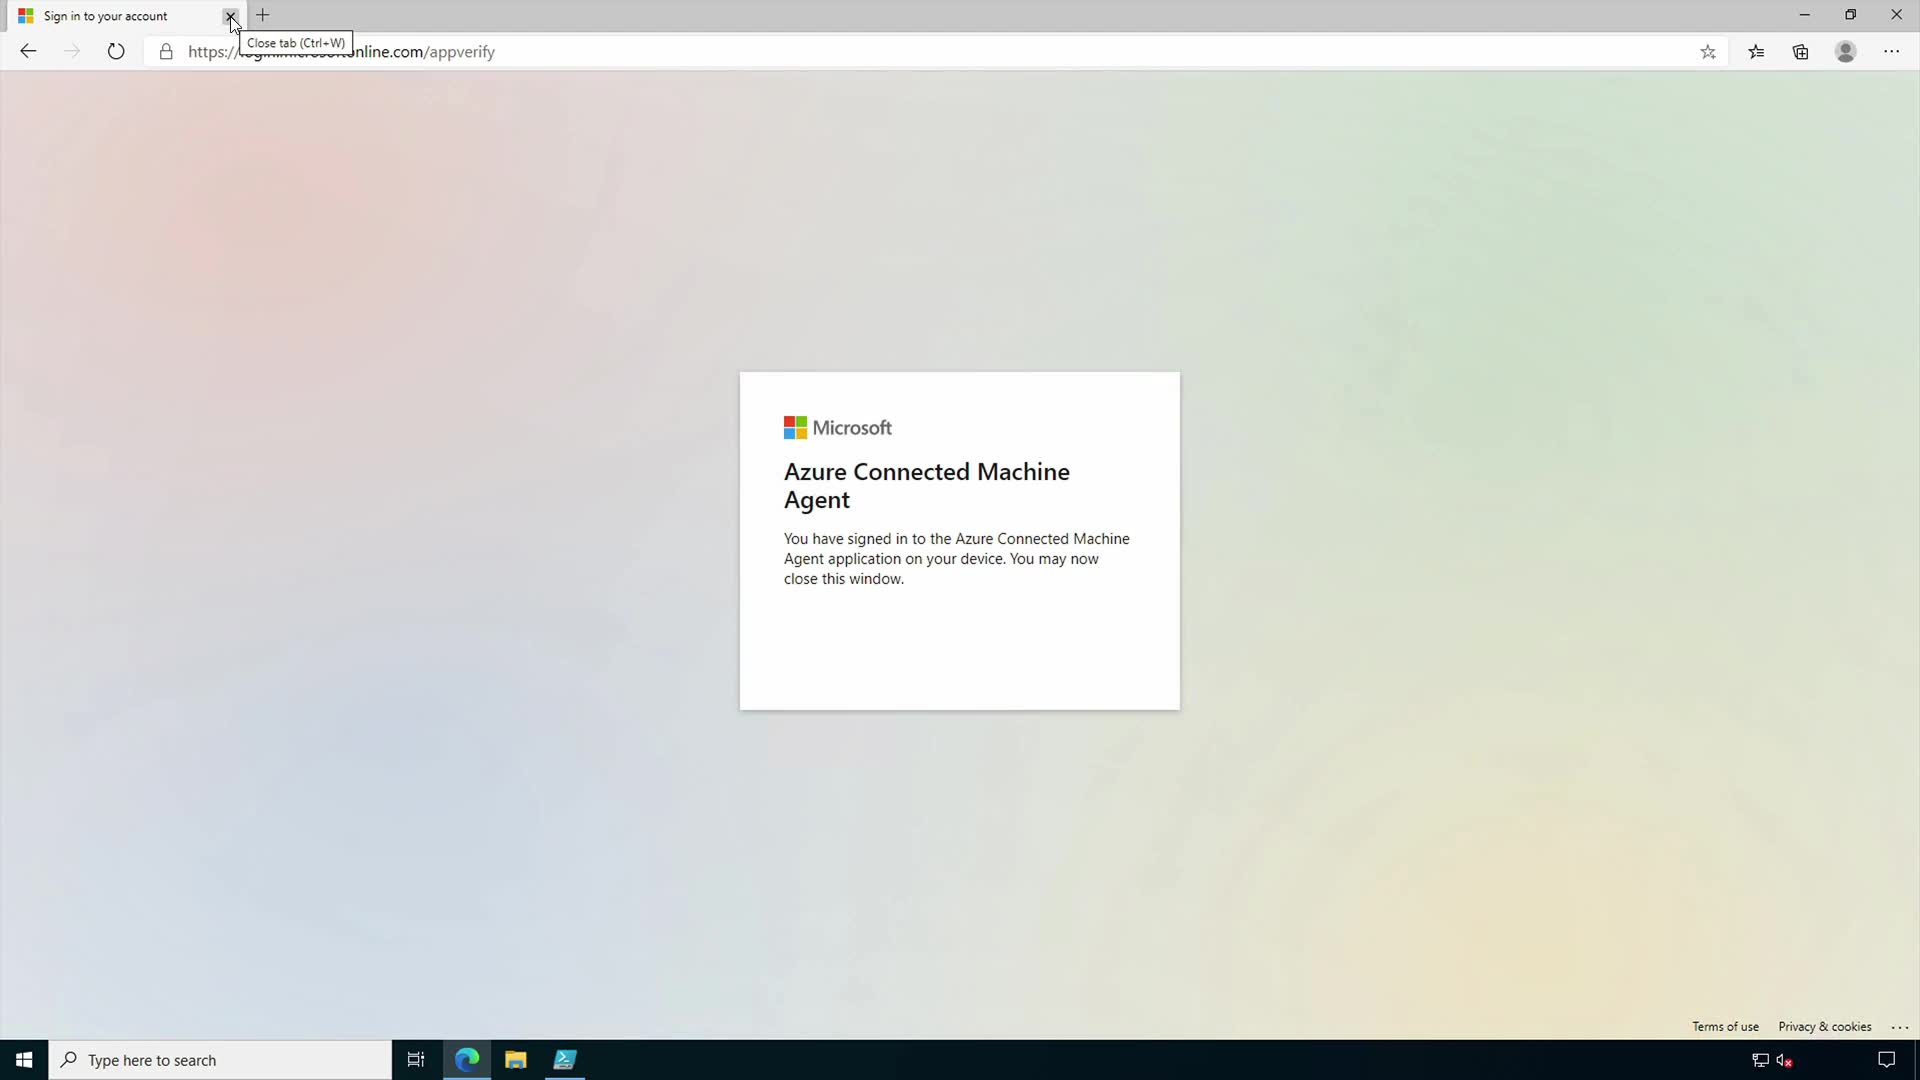 Sign in to your account
Close tab (Ctrl+W)
https://login.microsoftonline.com/appverify
Microsoft
Azure Connected Machine
Agent
You have signed in to the Azure Connected Machine
Agent application on your device. You may now
close this window.
Terms of use Privacy & cookies
Type here to search